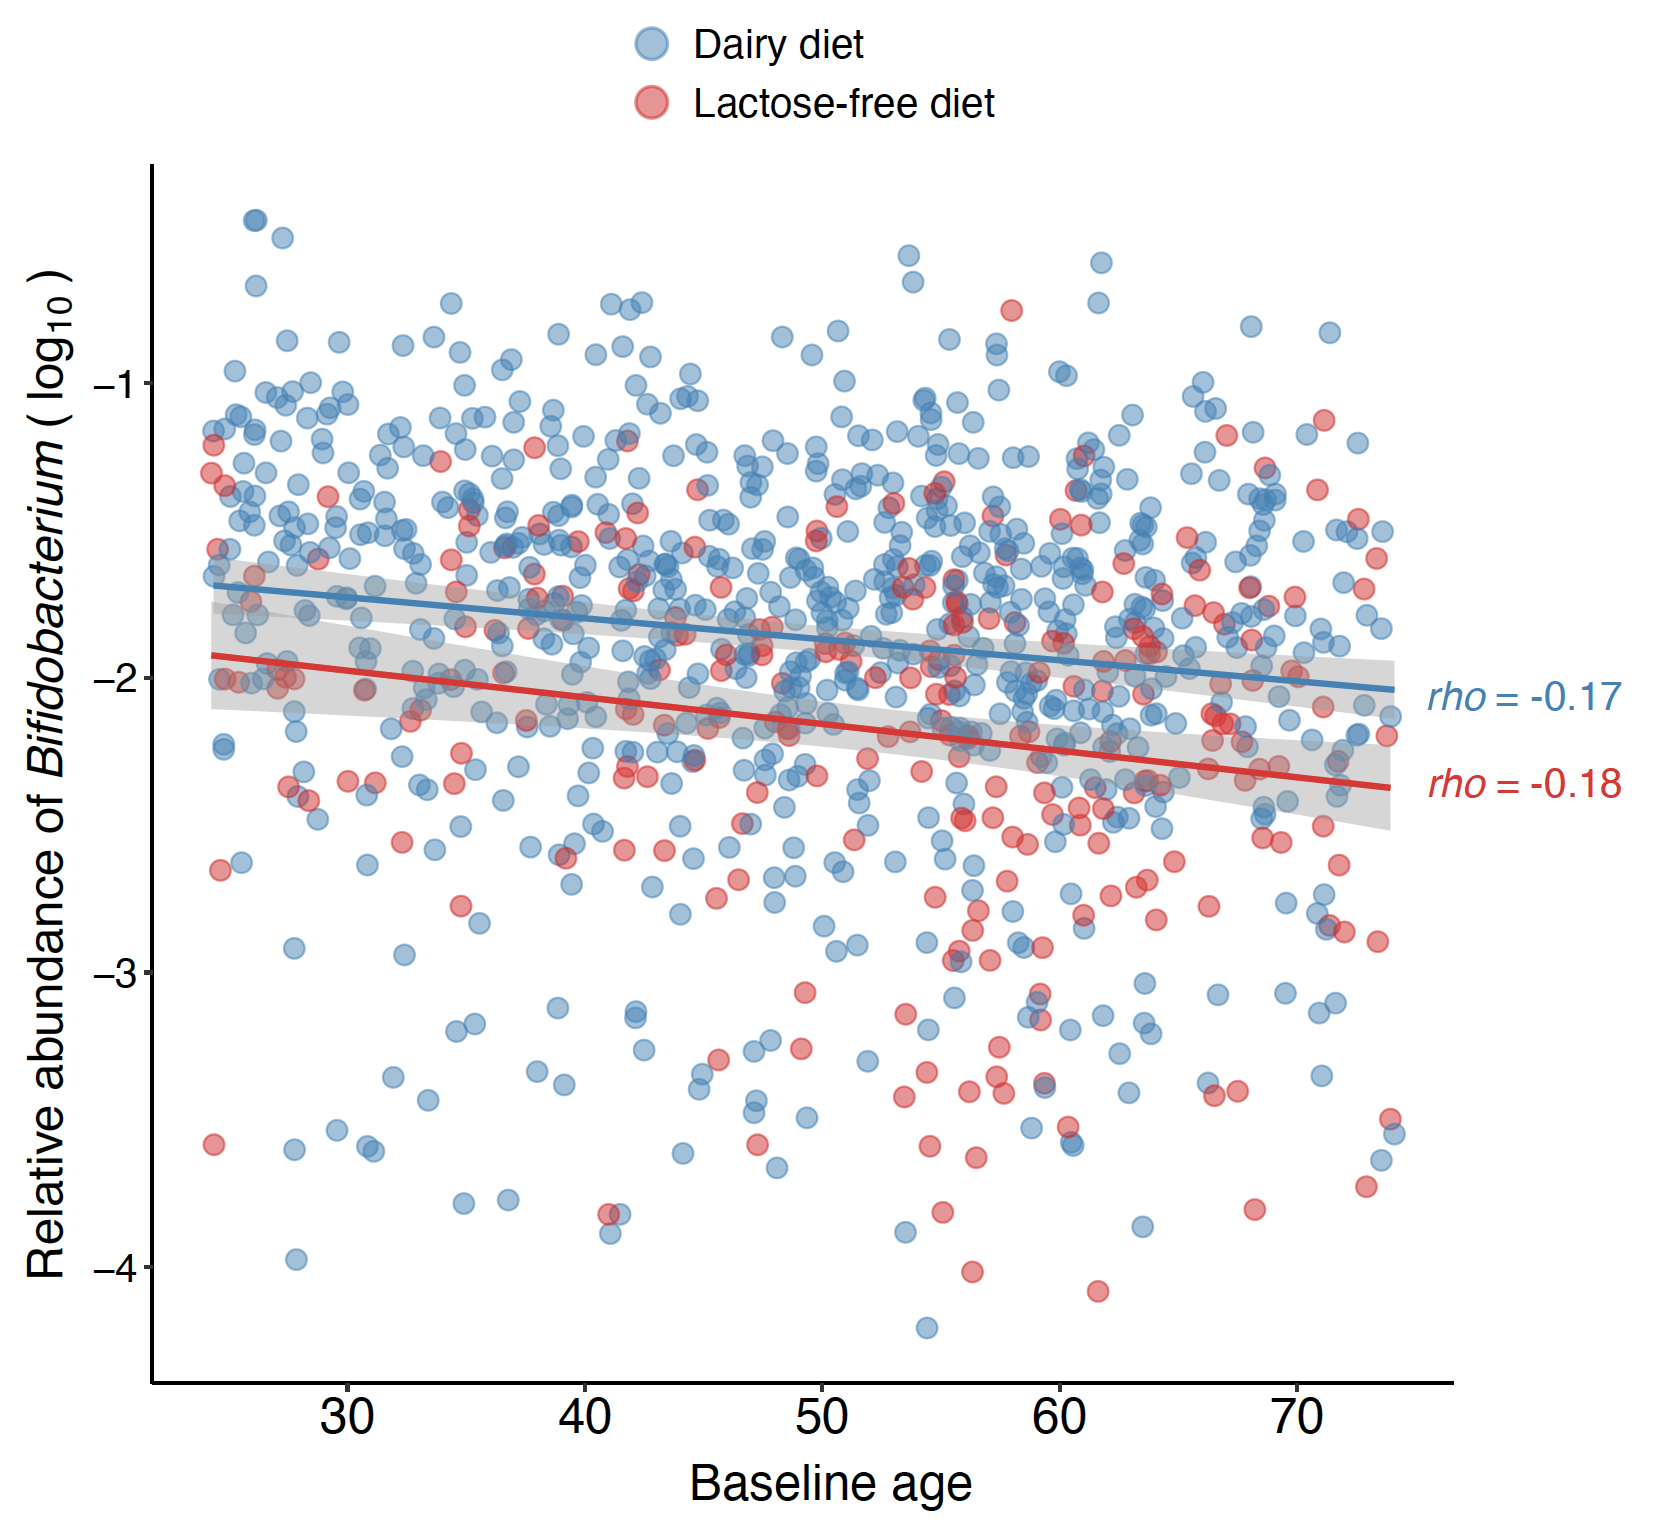 Dairy diet
Lactose-free diet
Relative abundance of Bifidobacterium ( log10 )
−1
−2
−3
−4
rho = -0.17
rho = -0.18
30 40 50 60 70
Baseline age